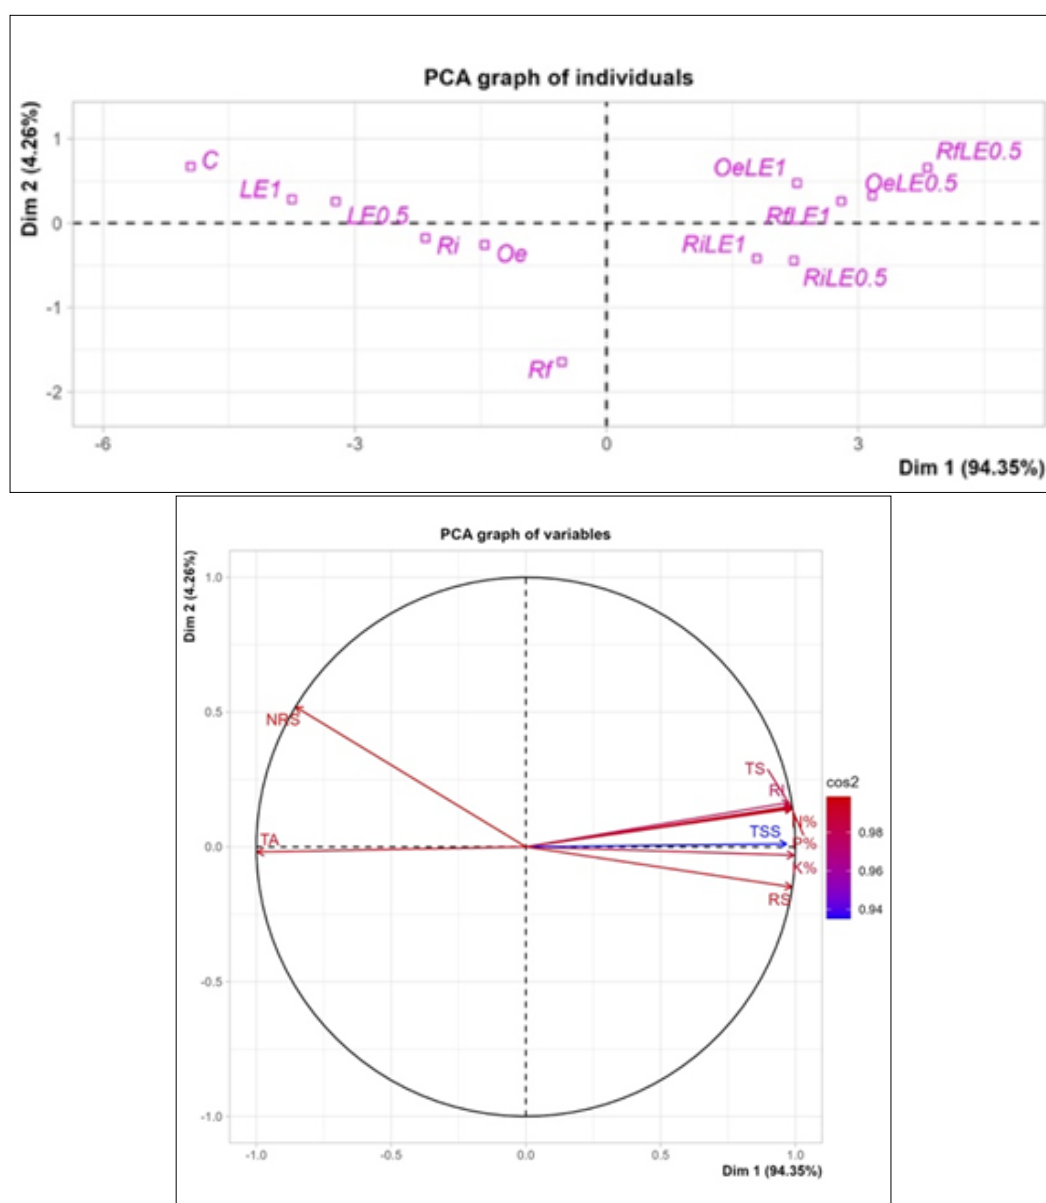 PCA graph of individuals
Dim 2 (4.26%)
1
0
-1
-2
C
LE1
LE0.5
Ri
Oe
Rf
OeLE1
RfLE0.5
OeLE0.5
RfLE1
RiLE1
RiLE0.5
-6
-3
0
3
Dim 1 (94.35%)
PCA graph of variables
Dim 2 (4.26%)
1.0
0.5
0.0
-0.5
-1.0
NRS
TA
TS
RI
N%
TSS
P%
K%
RS
cos2
0.98
0.96
0.94
-1.0
-0.5
0.0
0.5
1.0
Dim 1 (94.35%)